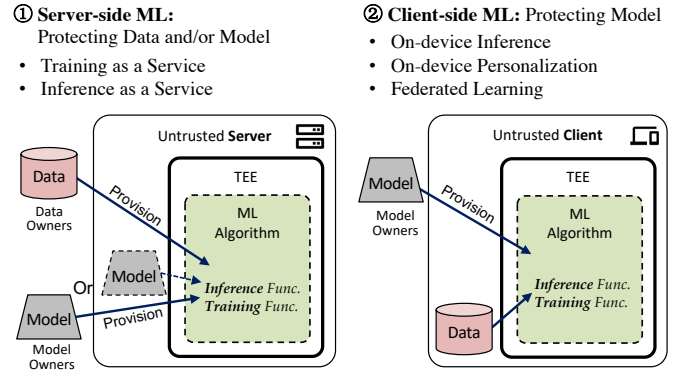 ① Server-side ML:
Protecting Data and/or Model
• Training as a Service
• Inference as a Service
Untrusted Server
TEE
Data
Data
Owners
Provision
ML
Algorithm
Model
Or
Inference Func.
Training Func.
Model
Provision
Model
Owners
② Client-side ML: Protecting Model
• On-device Inference
• On-device Personalization
• Federated Learning
Untrusted Client
TEE
Model
Model
Owners
Provision
ML
Algorithm
Inference Func.
Training Func.
Data